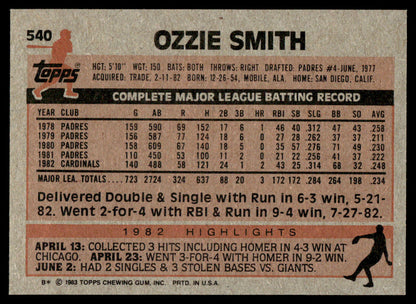 540
OZZIE SMITH
Topps
HGT: 5'10" WGT: 150 BATS: BOTH THROWS: RIGHT DRAFTED: PADRES #4-JUNE, 1977
ACQUIRED: TRADE, 2-11-82 BORN: 12-26-54, MOBILE, ALA. HOME: SAN DIEGO, CALIF.
COMPLETE MAJOR LEAGUE BATTING RECORD
YEAR CLUB G AB R H 2B 3B HR RBI SB SLG BB SO AVG
1978 PADRES 159 590 69 152 17 6 1 46 40 .312 47 43 .258
1979 PADRES 156 587 77 124 18 6 0 27 28 .262 37 37 .211
1980 PADRES 158 609 67 140 18 5 0 35 57 .276 71 49 .230
1981 PADRES 110 450 53 100 11 2 0 21 22 .256 41 37 .222
1982 CARDINALS 140 488 58 121 24 1 2 43 25 .314 68 32 .248
MAJOR LEA. TOTALS 723 2724 324 637 88 20 3 172 172 .284 264 198 .234
Delivered Double & Single with Run in 6-3 win, 5-21-
82. Went 2-for-4 with RBI & Run in 9-4 win, 7-27-82.
1982 HIGHLIGHTS
APRIL 13: COLLECTED 3 HITS INCLUDING HOMER IN 4-3 WIN AT
CHICAGO. APRIL 23: WENT 3-FOR-4 WITH HOMER IN 9-2 WIN.
JUNE 2: HAD 2 SINGLES & 3 STOLEN BASES VS. GIANTS.
B* © 1983 TOPPS CHEWING GUM, INC. PRTD. IN U.S.A.